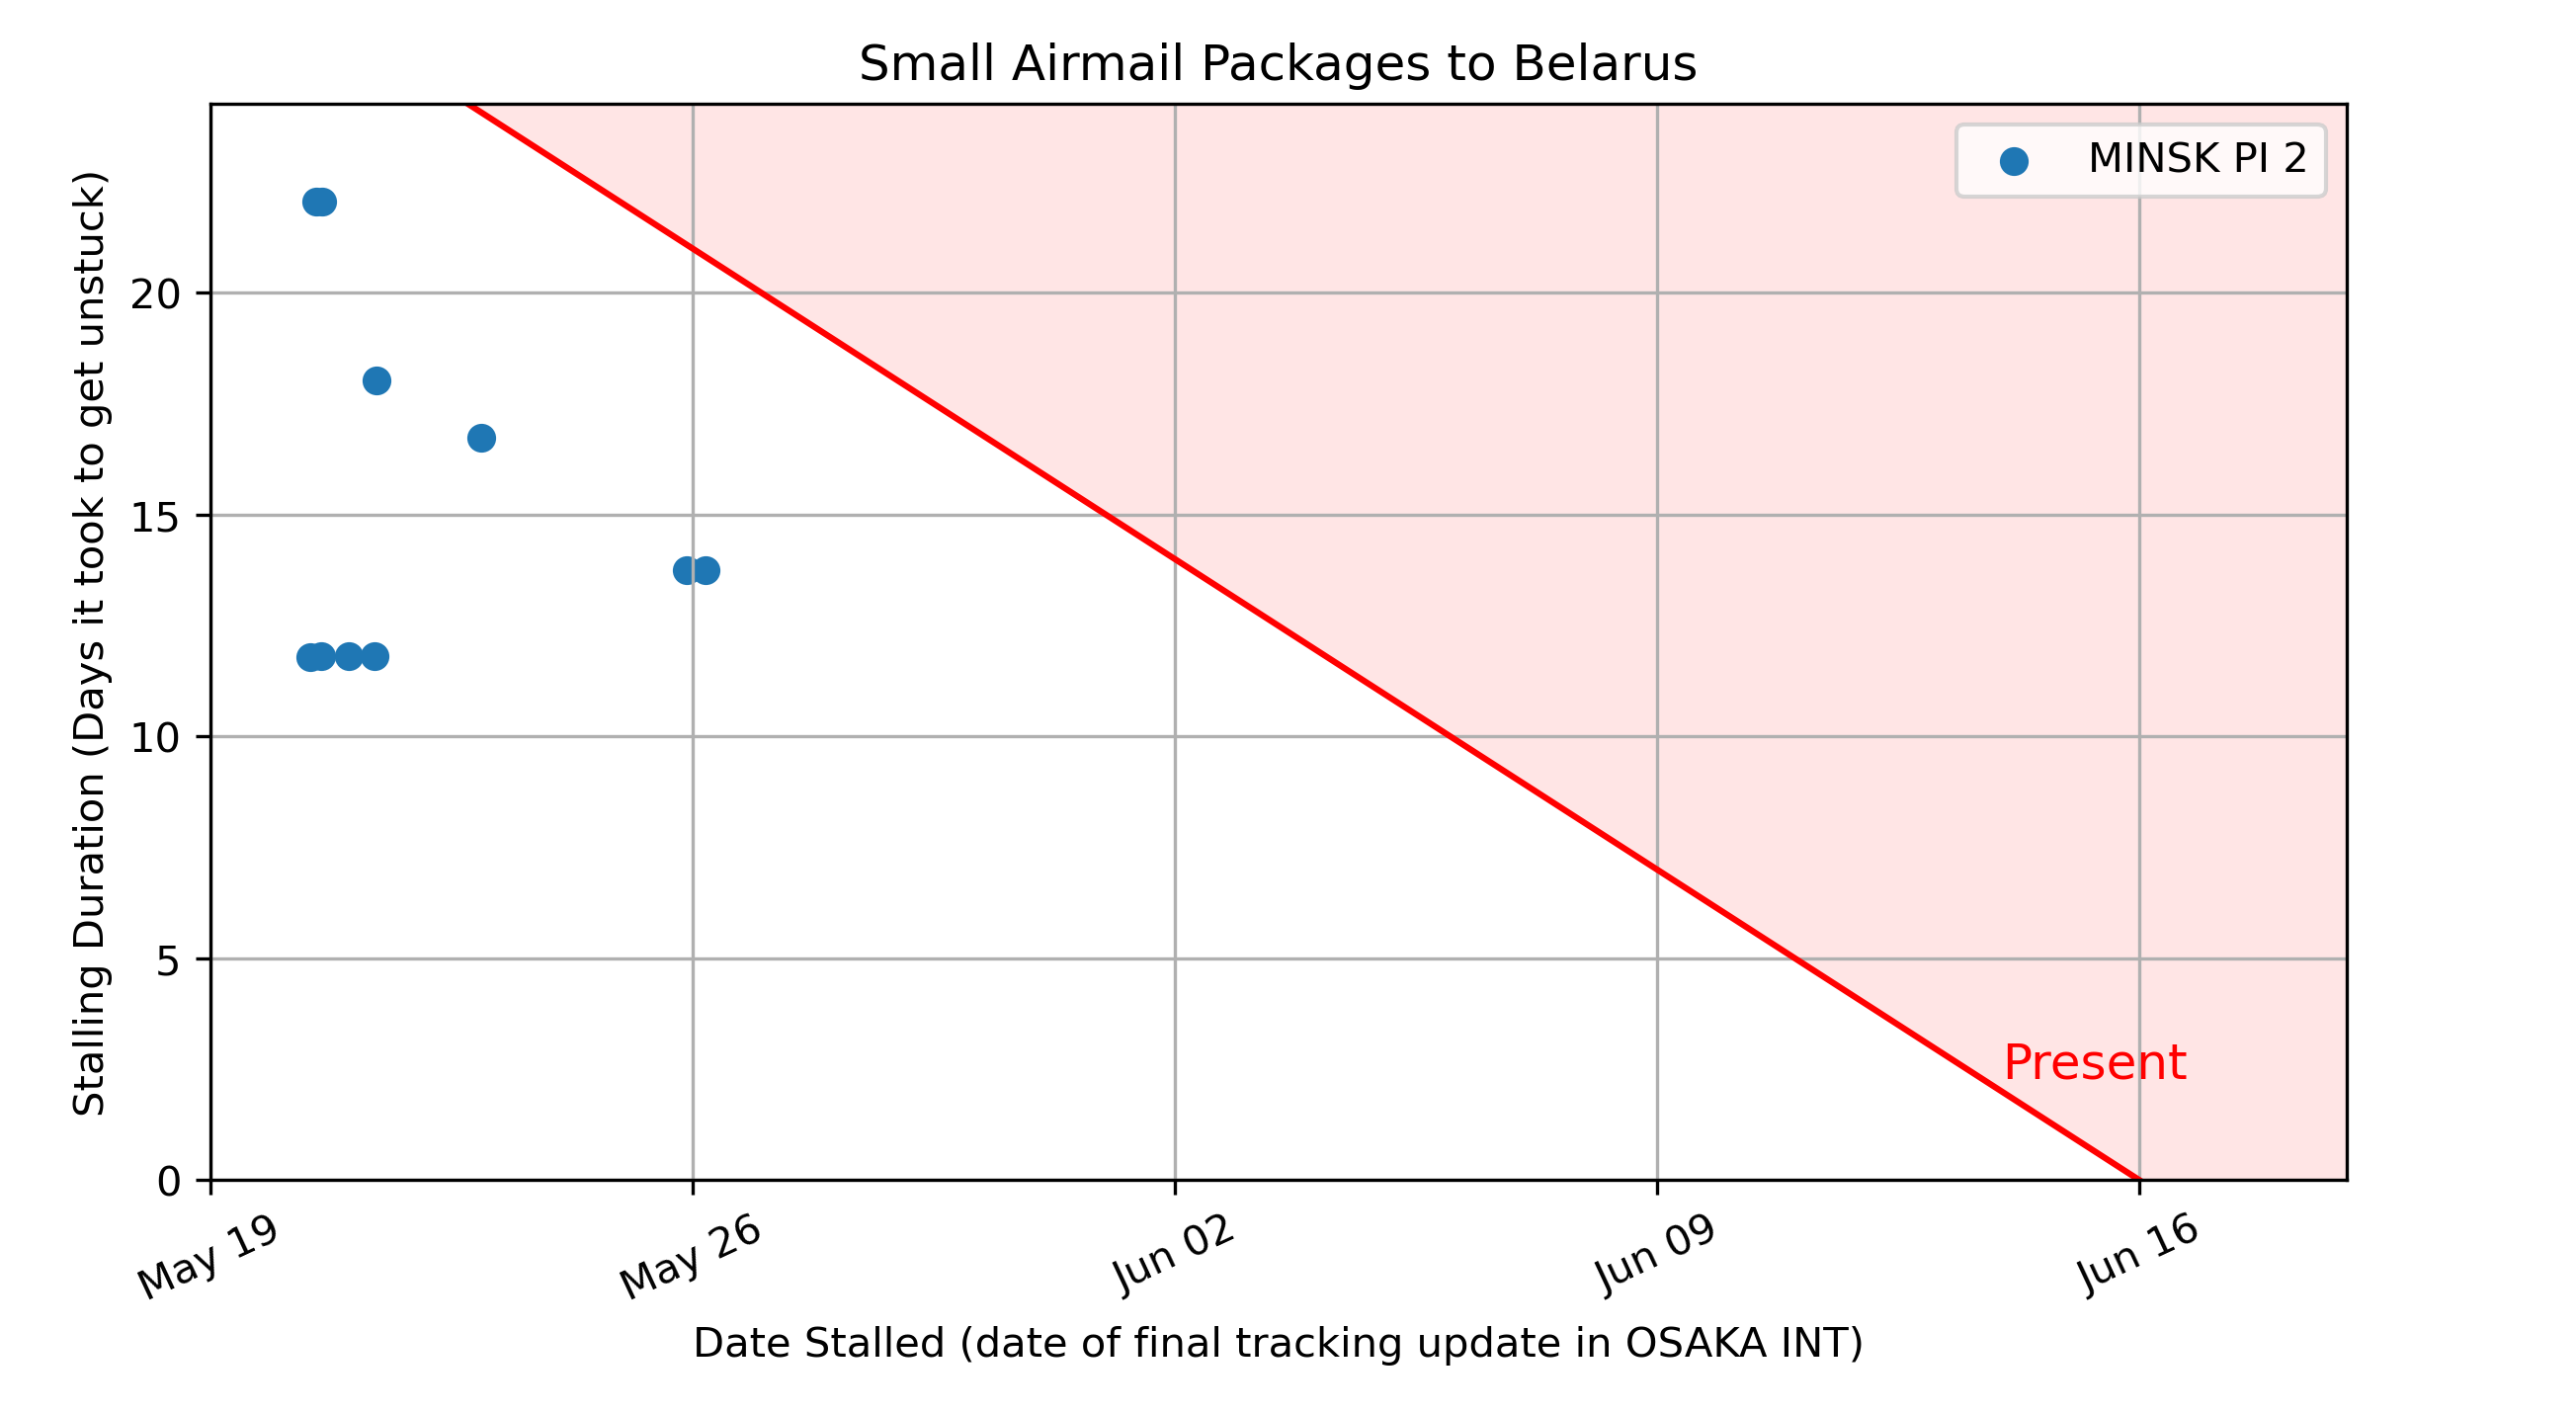 Small Airmail Packages to Belarus
MINSK PI 2
Stalling Duration (Days it took to get unstuck)
20
15
10
5
0
Present
May 19
May 26
Jun 02
Jun 09
Jun 16
Date Stalled (date of final tracking update in OSAKA INT)